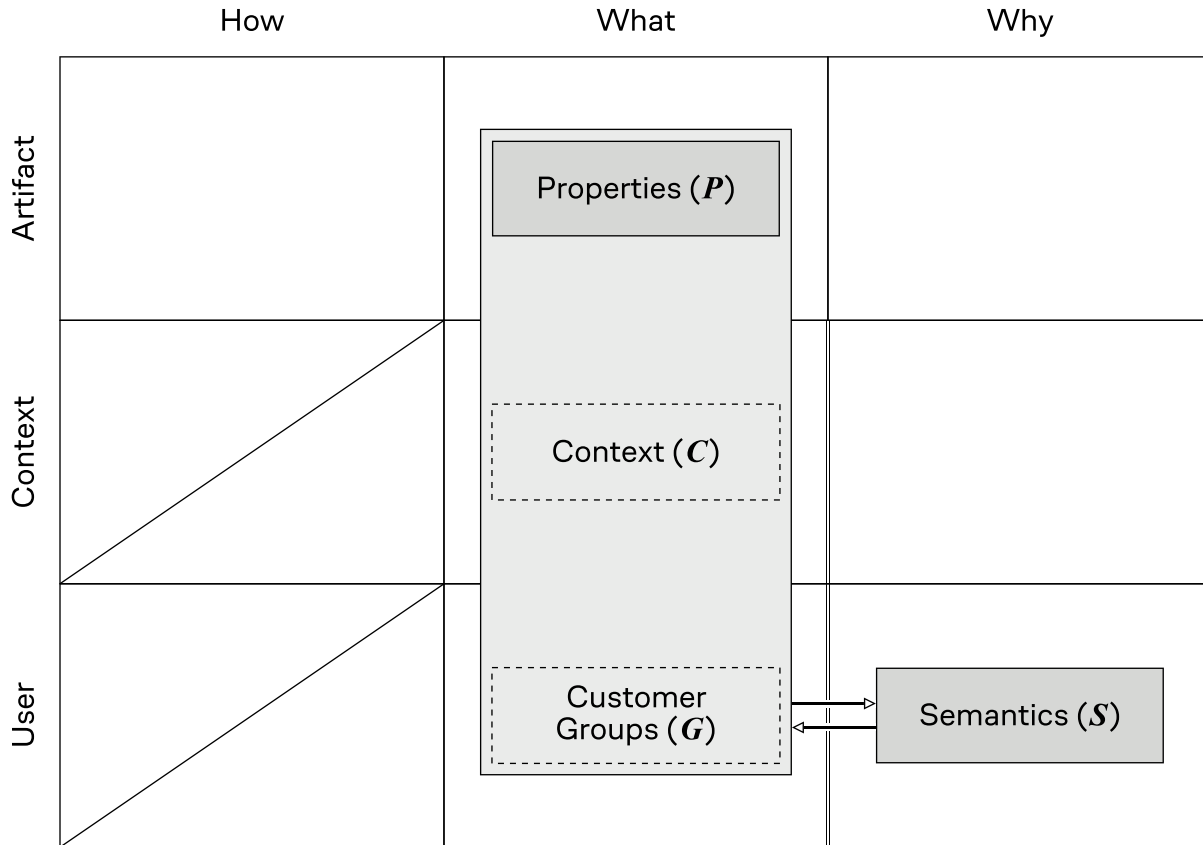 How What Why
Artifact
Properties (P)
Context
Context (C)
User
Customer
Groups (G)
Semantics (S)